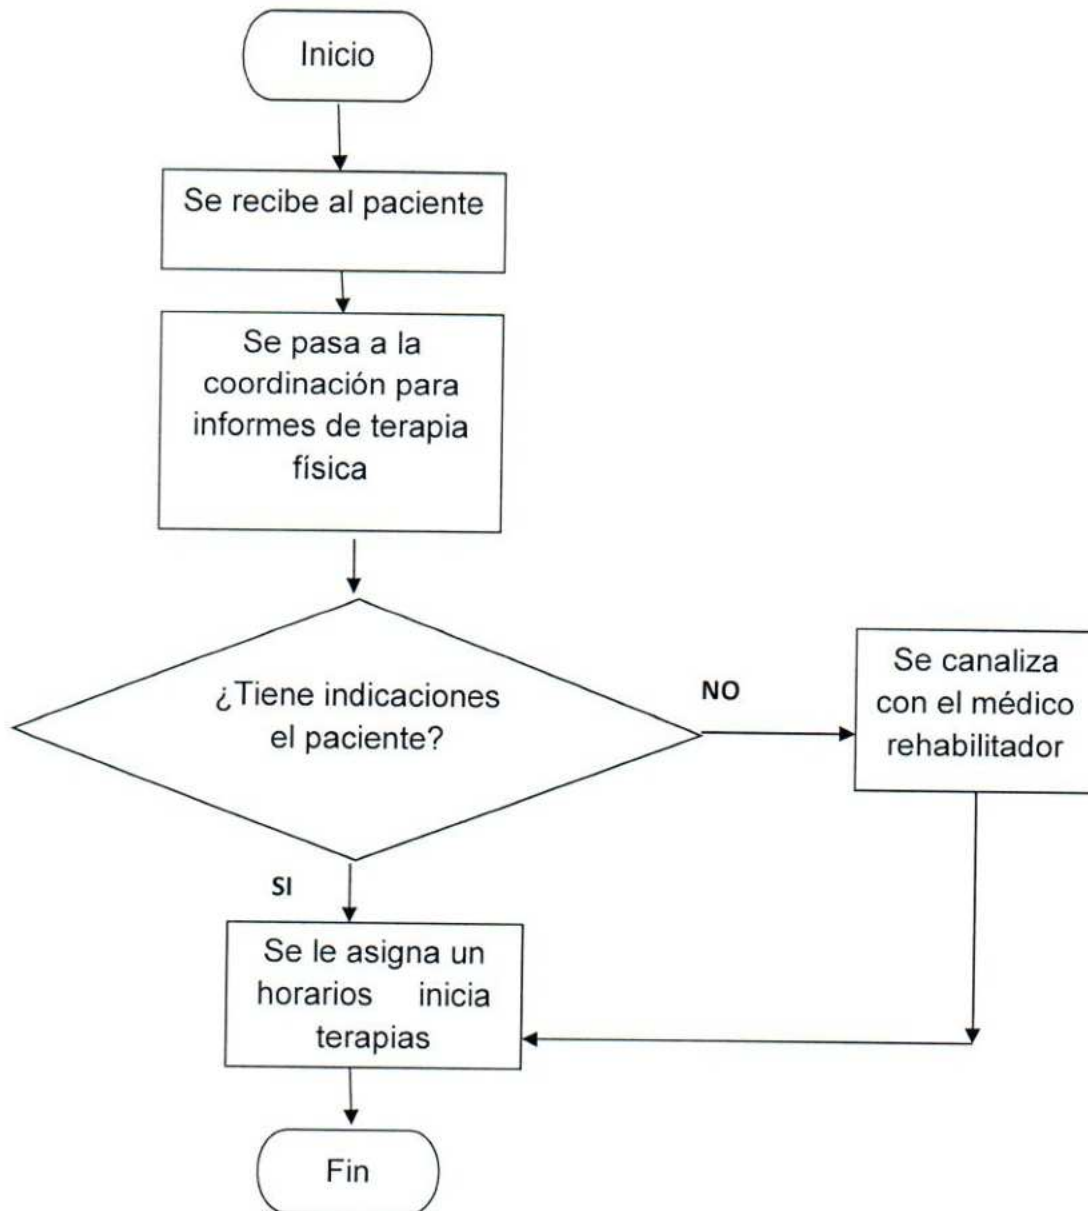 Inicio
Se recibe al paciente
Se pasa a la
coordinación para
informes de terapia
física
¿Tiene indicaciones
el paciente?
NO
Se canaliza
con el médico
rehabilitador
SI
Se le asigna un
horarios inicia
terapias
Fin